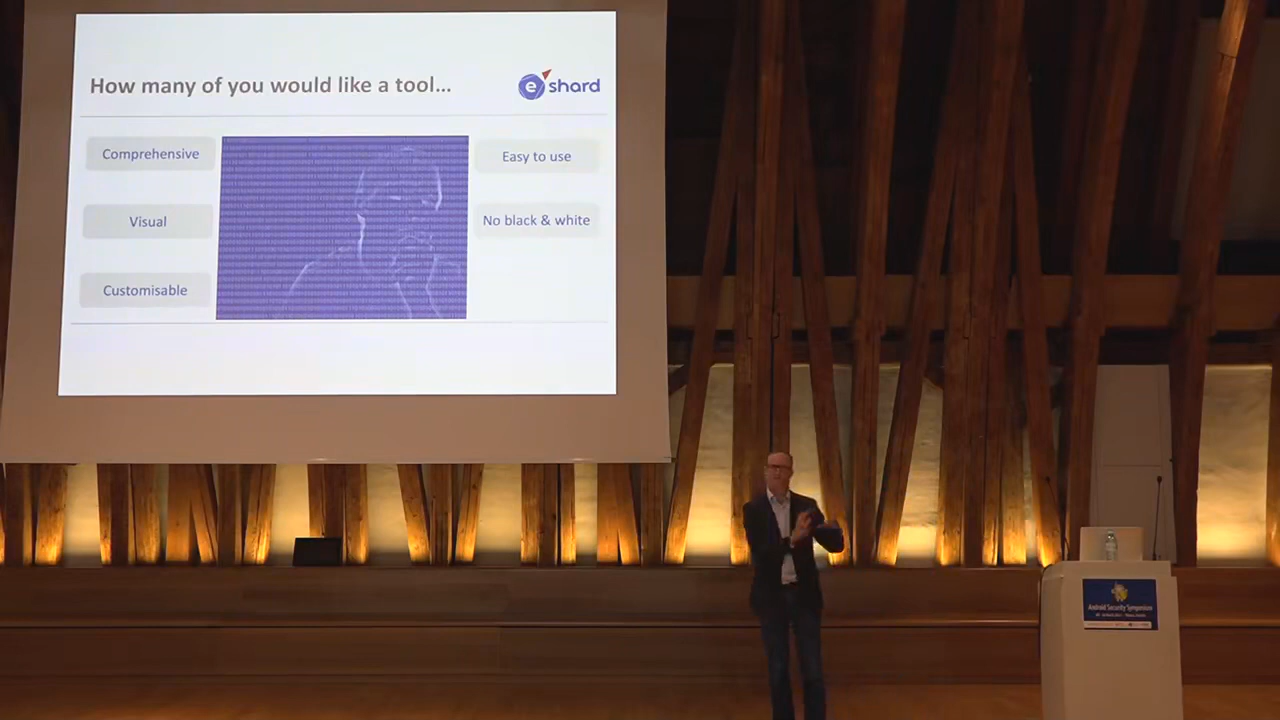 How many of you would like a tool...
eshard
Comprehensive
Easy to use
Visual
No black & white
Customisable
Android Security Symposium